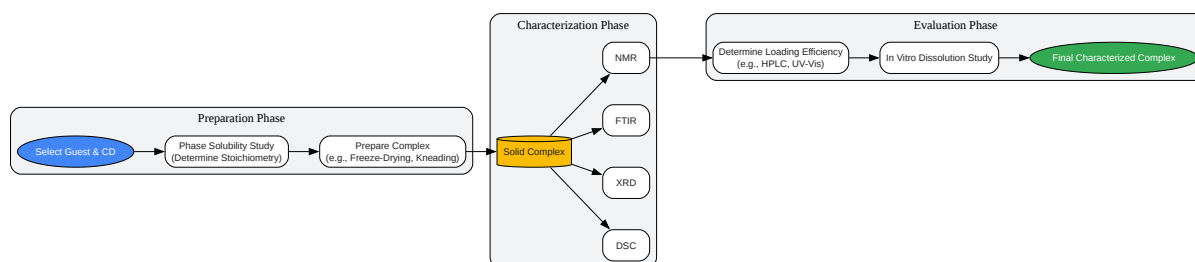 Preparation Phase
Select Guest & CD
Phase Solubility Study
(Determine Stoichiometry)
Prepare Complex
(e.g., Freeze-Drying, Kneading)
Characterization Phase
Solid Complex
NMR
FTIR
XRD
DSC
Evaluation Phase
Determine Loading Efficiency
(e.g., HPLC, UV-Vis)
In Vitro Dissolution Study
Final Characterized Complex